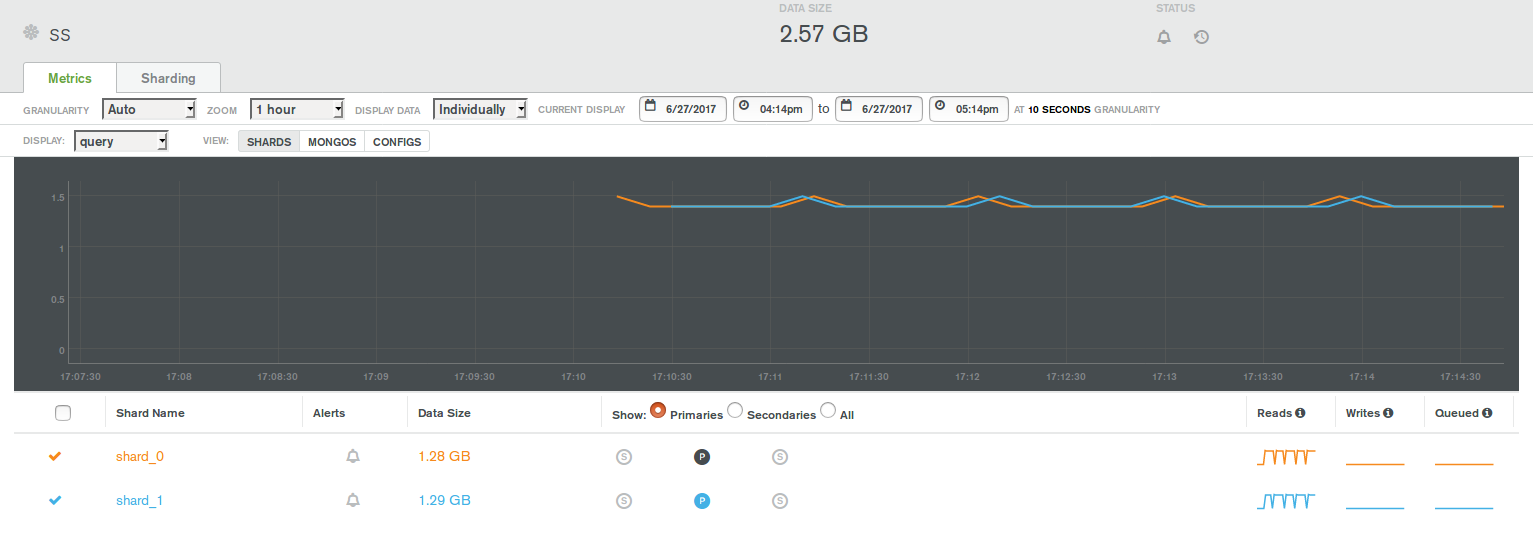 DATA SIZE STATUS
SS 2.57 GB
Metrics Sharding
GRANULARITY Auto ZOOM 1 hour DISPLAY DATA Individually CURRENT DISPLAY 6/27/2017 04:14pm to 6/27/2017 05:14pm AT 10 SECONDS GRANULARITY
DISPLAY: query VIEW: SHARDS MONGOS CONFIGS
1.5
1
0.5
0
17:07:30 17:08 17:08:30 17:09 17:09:30 17:10 17:10:30 17:11 17:11:30 17:12 17:12:30 17:13 17:13:30 17:14 17:14:30
Shard Name Alerts Data Size Show: Primaries Secondaries All Reads Writes Queued
shard_0 1.28 GB S P S
shard_1 1.29 GB S P S